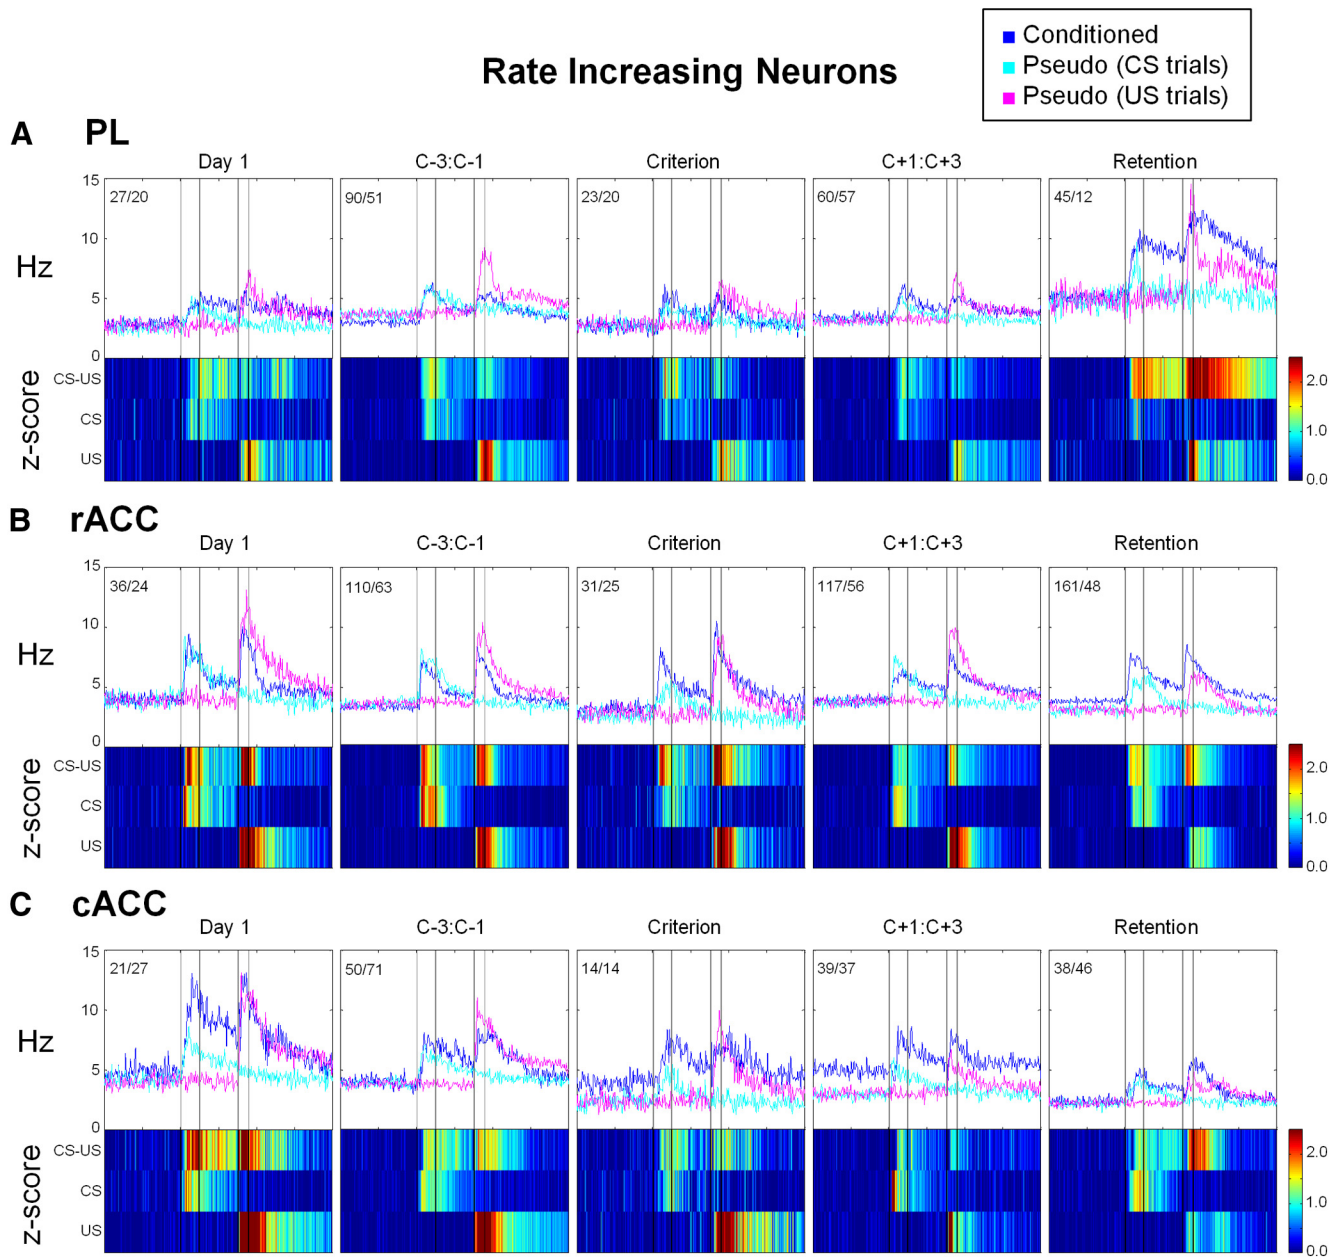 Conditioned
Pseudo (CS trials)
Pseudo (US trials)
Rate Increasing Neurons
A PL
Day 1 C-3:C-1 Criterion C+1:C+3 Retention
15
27/20 90/51 23/20 60/57 45/12
10
Hz
5
0
z-score
CS-US
CS
US
2.0
1.0
0.0
B rACC
Day 1 C-3:C-1 Criterion C+1:C+3 Retention
15
36/24 110/63 31/25 117/56 161/48
10
Hz
5
0
z-score
CS-US
CS
US
2.0
1.0
0.0
C cACC
Day 1 C-3:C-1 Criterion C+1:C+3 Retention
15
21/27 50/71 14/14 39/37 38/46
10
Hz
5
0
z-score
CS-US
CS
US
2.0
1.0
0.0